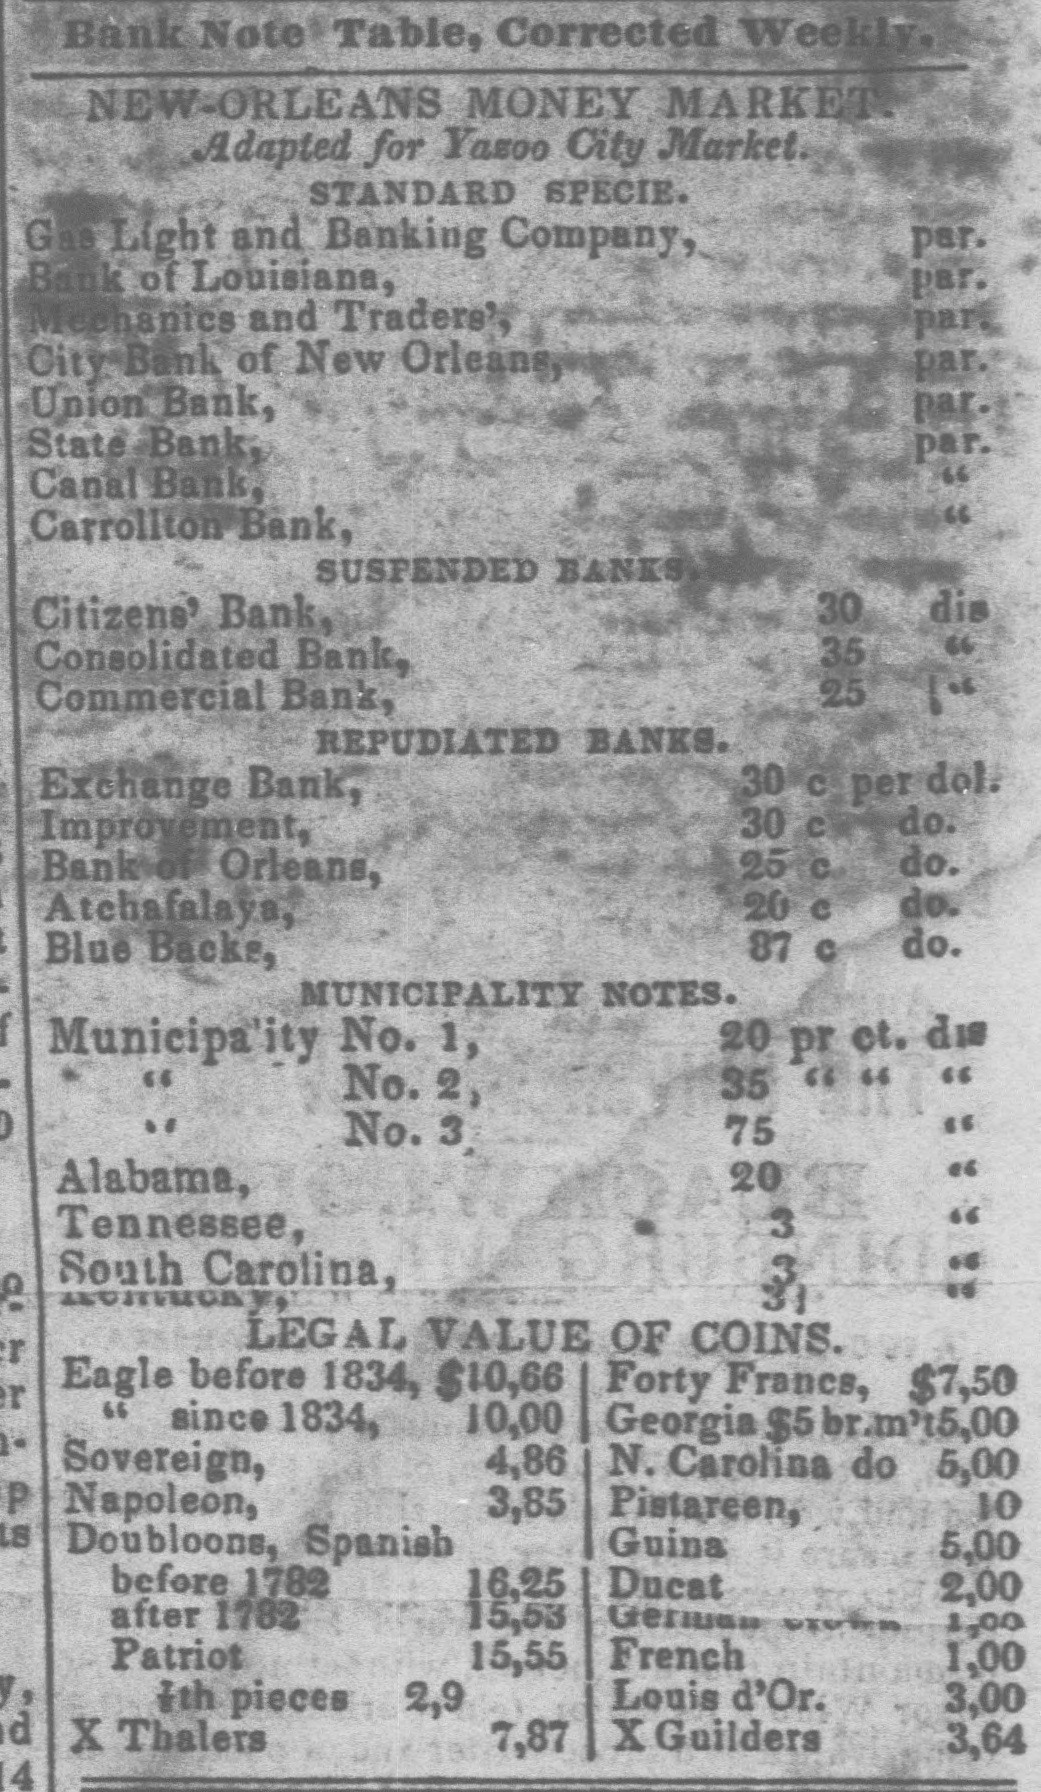 Bank Note Table, Corrected Weekly.
NEW-ORLEANS MONEY MARKET.
Adapted for Yazoo City Market.
STANDARD SPECIE.
Gas Light and Banking Company, par.
Bank of Louisiana, par.
Mechanics and Traders', par.
City Bank of New Orleans, par.
Union Bank, par.
State Bank, par.
Canal Bank, “
Carrollton Bank, “
SUSPENDED BANKS.
Citizens' Bank, 30 dis
Consolidated Bank, 35 “
Commercial Bank, 25 “
REPUDIATED BANKS.
Exchange Bank, 30 c per dol.
Improvement, 30 c do.
Bank of Orleans, 25 c do.
Atchafalaya, 20 c do.
Blue Backs, 87 c do.
MUNICIPALITY NOTES.
Municipa'ity No. 1, 20 pr ct. dis
“ No. 2, 35 “ “ “
“ No. 3, 75 “
Alabama, 20 “
Tennessee, 3 “
South Carolina, 3 “
Kentucky, “
LEGAL VALUE OF COINS.
Eagle before 1834, $10,66
“ since 1834, 10,00
Sovereign, 4,86
Napoleon, 3,85
Doubloons, Spanish
before 1782 16,25
after 1782 15,53
Patriot 15,55
th pieces 2,9
X Thalers 7,87
Forty Francs, $7,50
Georgia $5 br.m't5,00
N. Carolina do 5,00
Pistareen, 10
Guina 5,00
Ducat 2,00
German crown 1,00
French 1,00
Louis d'Or. 3,00
X Guilders 3,64